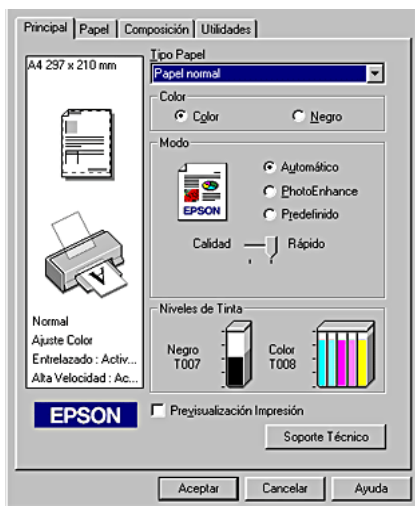 Principal Papel Composición Utilidades
A4 297 x 210 mm
Tipo Papel
Papel normal
Color
Color Negro
Modo
EPSON
Automático
PhotoEnhance
Predefinido
Calidad Rápido
A
Normal
Ajuste Color
Entrelazado : Activ...
Alta Velocidad : Ac...
Niveles de Tinta
Negro
T007
Color
T008
EPSON
Previsualización Impresión
Soporte Técnico
Aceptar Cancelar Ayuda